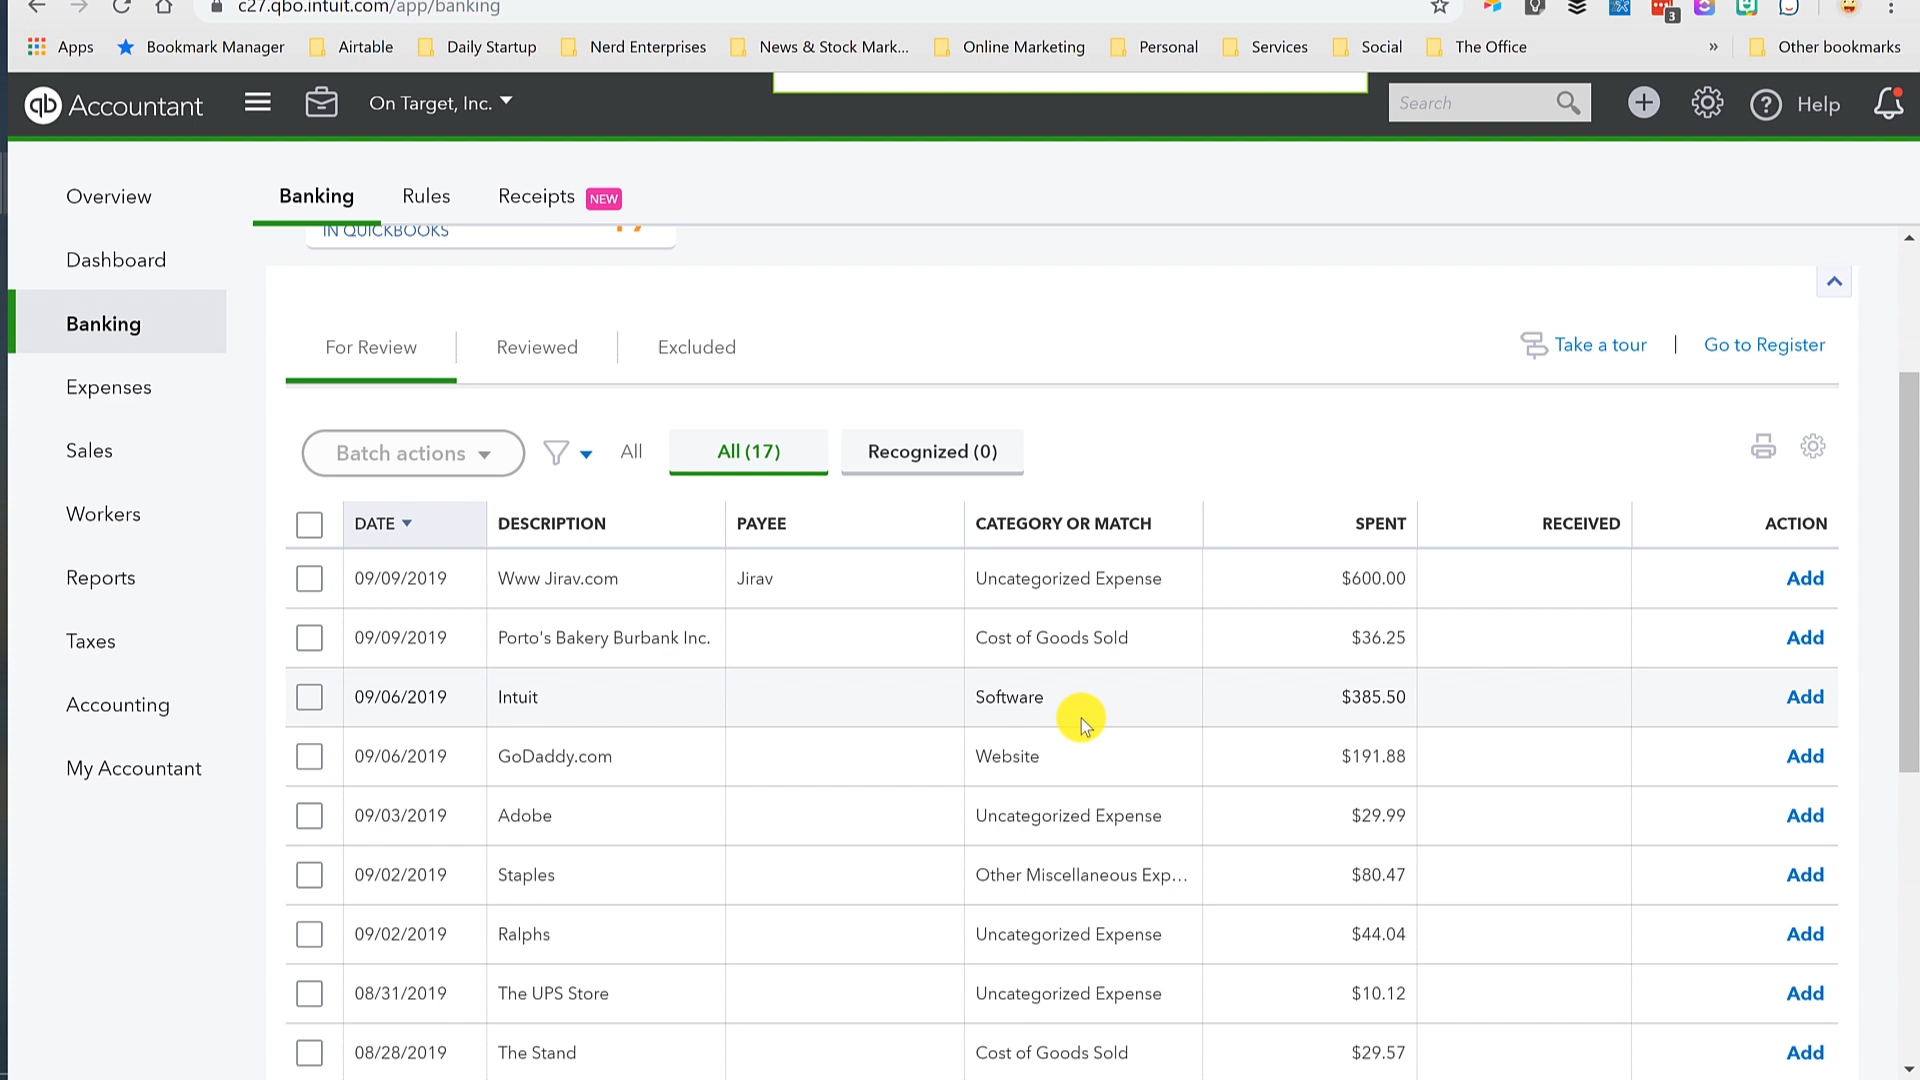 c27.qbo.intuit.com/app/banking
3
Apps Bookmark Manager Airtable Daily Startup Nerd Enterprises News & Stock Mark... Online Marketing Personal Services Social The Office » Other bookmarks
qb Accountant On Target, Inc. Search Help
Overview
Dashboard
Banking
Expenses
Sales
Workers
Reports
Taxes
Accounting
My Accountant
Banking Rules Receipts NEW
IN QUICKBOOKS
For Review Reviewed Excluded Take a tour | Go to Register
Batch actions All All (17) Recognized (0)
DATE DESCRIPTION PAYEE CATEGORY OR MATCH SPENT RECEIVED ACTION
09/09/2019 Www Jirav.com Jirav Uncategorized Expense $600.00 Add
09/09/2019 Porto's Bakery Burbank Inc. Cost of Goods Sold $36.25 Add
09/06/2019 Intuit Software $385.50 Add
09/06/2019 GoDaddy.com Website $191.88 Add
09/03/2019 Adobe Uncategorized Expense $29.99 Add
09/02/2019 Staples Other Miscellaneous Exp... $80.47 Add
09/02/2019 Ralphs Uncategorized Expense $44.04 Add
08/31/2019 The UPS Store Uncategorized Expense $10.12 Add
08/28/2019 The Stand Cost of Goods Sold $29.57 Add